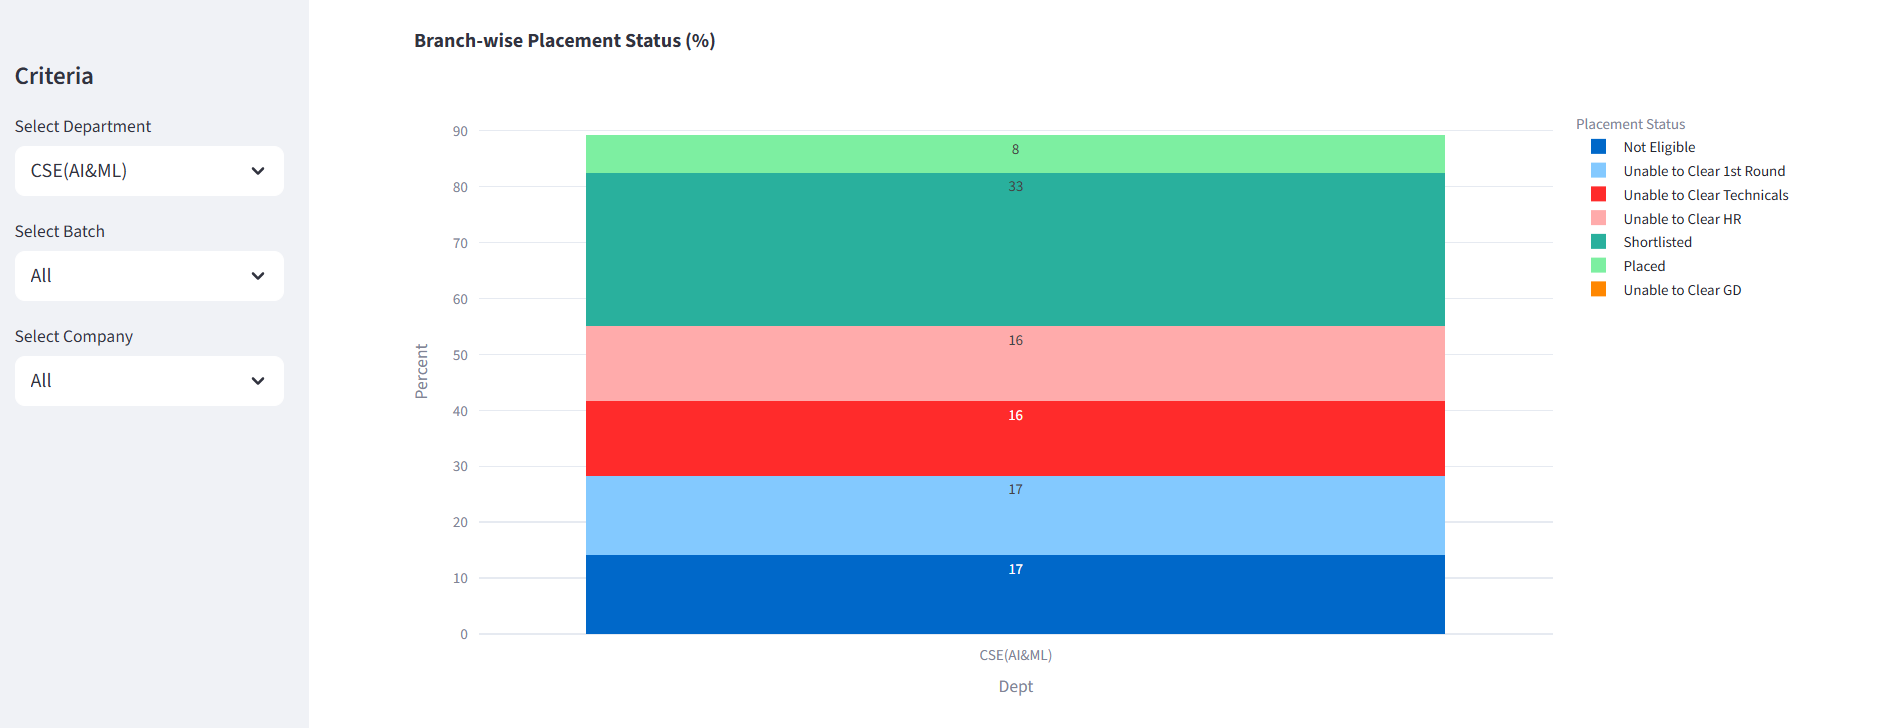 Criteria
Select Department
CSE(AI&ML)
Select Batch
All
Select Company
All
Branch-wise Placement Status (%)
90
80
70
60
50
40
30
20
10
0
Percent
8
33
16
16
17
17
CSE(AI&ML)
Dept
Placement Status
Not Eligible
Unable to Clear 1st Round
Unable to Clear Technicals
Unable to Clear HR
Shortlisted
Placed
Unable to Clear GD